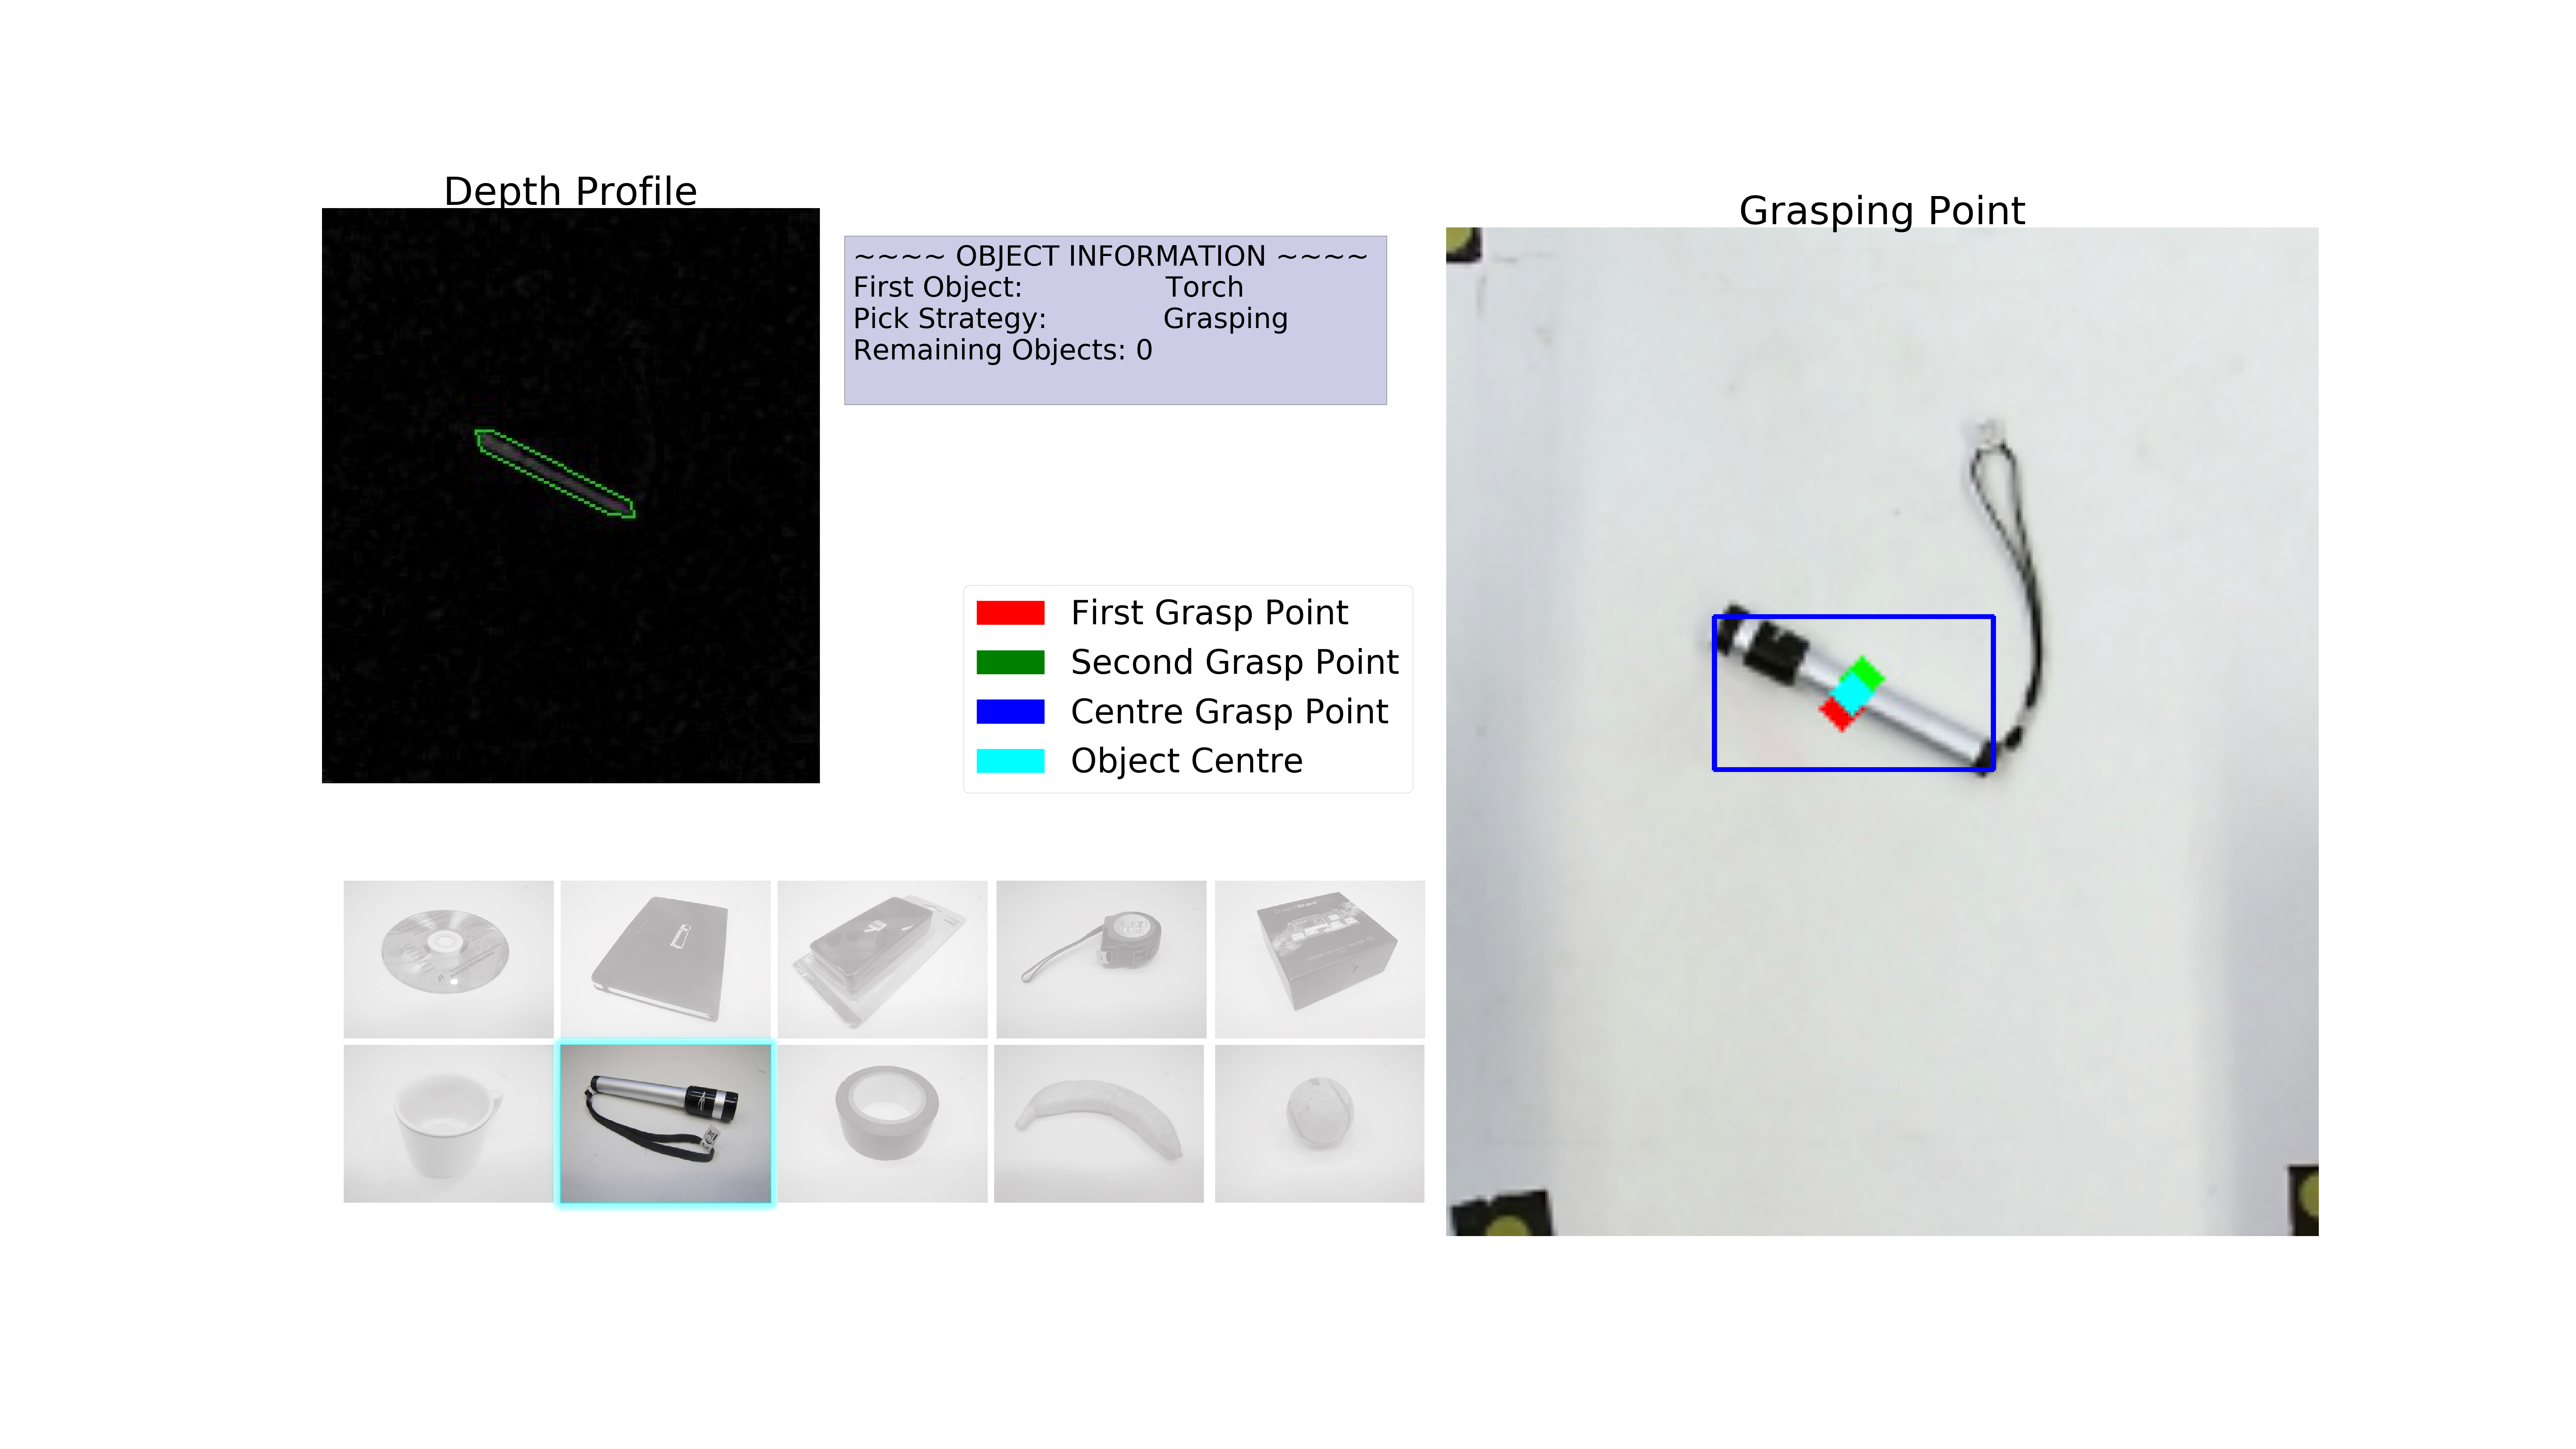 Depth Profile
~~~~ OBJECT INFORMATION ~~~~
First Object: Torch
Pick Strategy: Grasping
Remaining Objects: 0
Grasping Point
First Grasp Point
Second Grasp Point
Centre Grasp Point
Object Centre